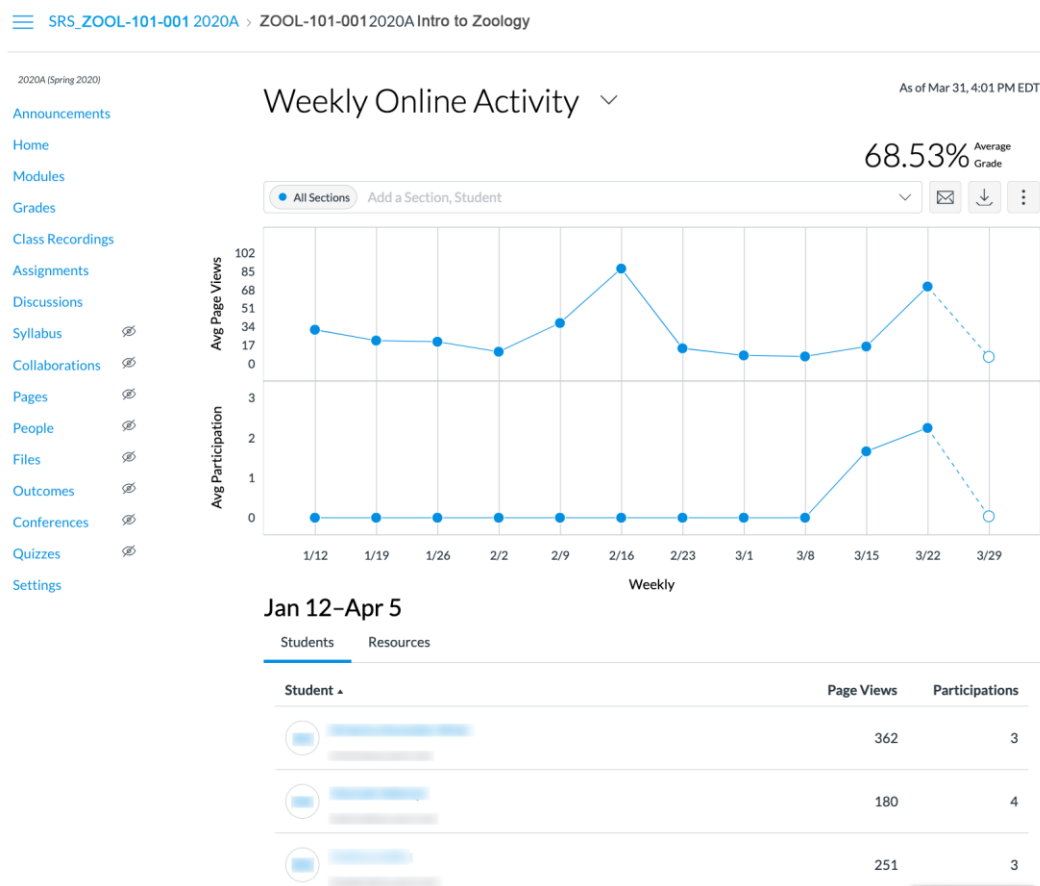 SRS_ZOOL-101-001 2020A › ZOOL-101-001 2020A Intro to Zoology
2020A (Spring 2020)
Announcements
Home
Modules
Grades
Class Recordings
Assignments
Discussions
Syllabus
Collaborations
Pages
People
Files
Outcomes
Conferences
Quizzes
Settings
Weekly Online Activity
As of Mar 31, 4:01 PM EDT
68.53% Average Grade
All Sections Add a Section, Student
Avg Page Views
102
85
68
51
34
17
0
Avg Participation
3
2
1
0
1/12 1/19 1/26 2/2 2/9 2/16 2/23 3/1 3/8 3/15 3/22 3/29
Weekly
Jan 12–Apr 5
Students Resources
Student Page Views Participations
362 3
180 4
251 3